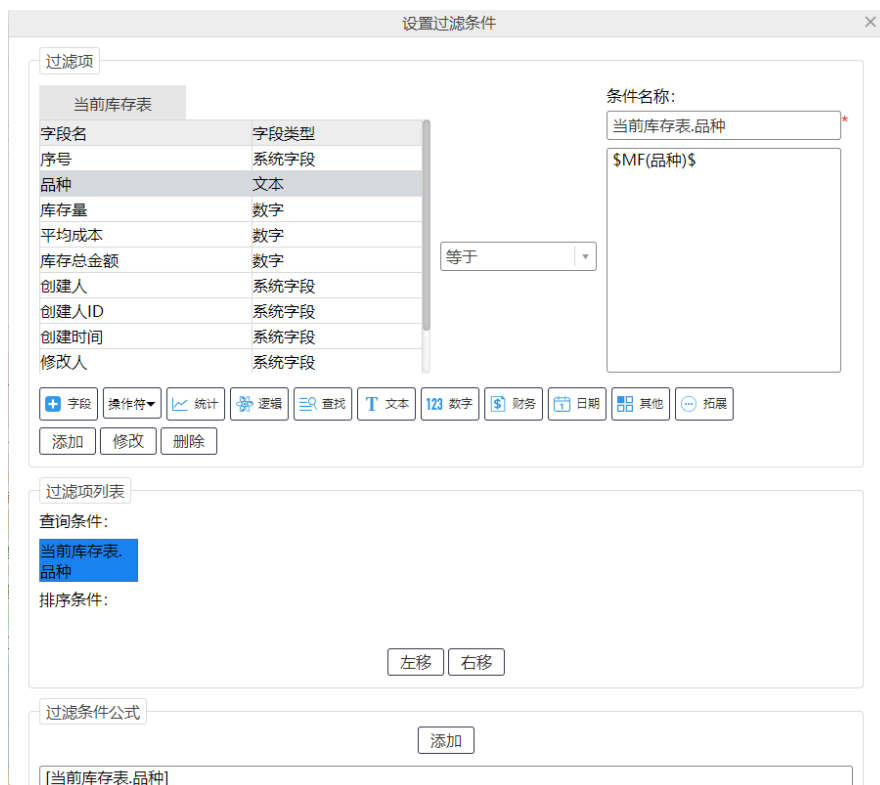 设置过滤条件
过滤项
当前库存表
字段名 字段类型
序号 系统字段
品种 文本
库存量 数字
平均成本 数字
库存总金额 数字
创建人 系统字段
创建人ID 系统字段
创建时间 系统字段
修改人 系统字段
等于
条件名称：
当前库存表.品种 *
$MF(品种)$
字段 操作符 统计 逻辑 查找 T 文本 123 数字 $ 财务 1 日期 其他 拓展
添加 修改 删除
过滤项列表
查询条件：
当前库存表.
品种
排序条件：
左移 右移
过滤条件公式
添加
[当前库存表.品种]